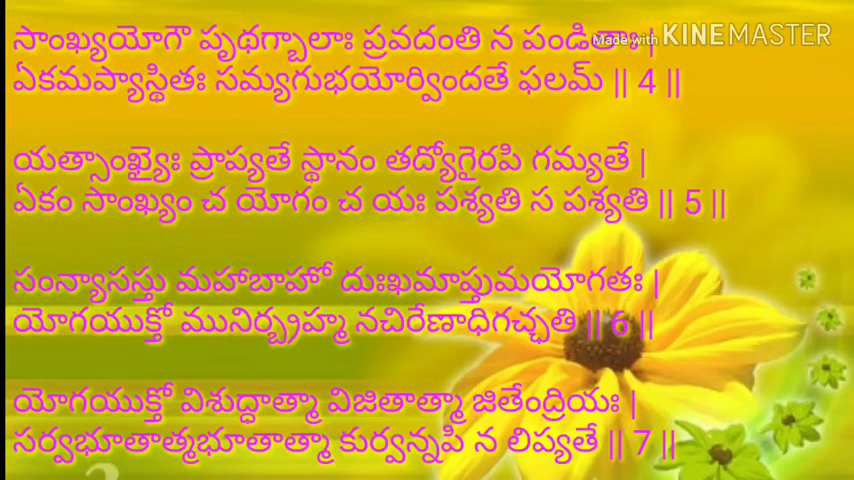 సాంఖ్యయోగౌ పృథగ్బాలాః ప్రవదంతి న పండితాః |
Made with KINEMASTER
ఏకమప్యాస్థితః సమ్యగుభయోర్విందతే ఫలమ్ || 4 ||
యత్సాంఖ్యైః ప్రాప్యతే స్థానం తద్యోగైరపి గమ్యతే |
ఏకం సాంఖ్యం చ యోగం చ యః పశ్యతి స పశ్యతి || 5 ||
సంన్యాసస్తు మహాబాహో దుఃఖమాప్తుమయోగతః |
యోగయుక్తో మునిర్బ్రహ్మ నచిరేణాధిగచ్ఛతి || 6 ||
యోగయుక్తో విశుద్ధాత్మా విజితాత్మా జితేంద్రియః |
సర్వభూతాత్మభూతాత్మా కుర్వన్నపి న లిప్యతే || 7 ||